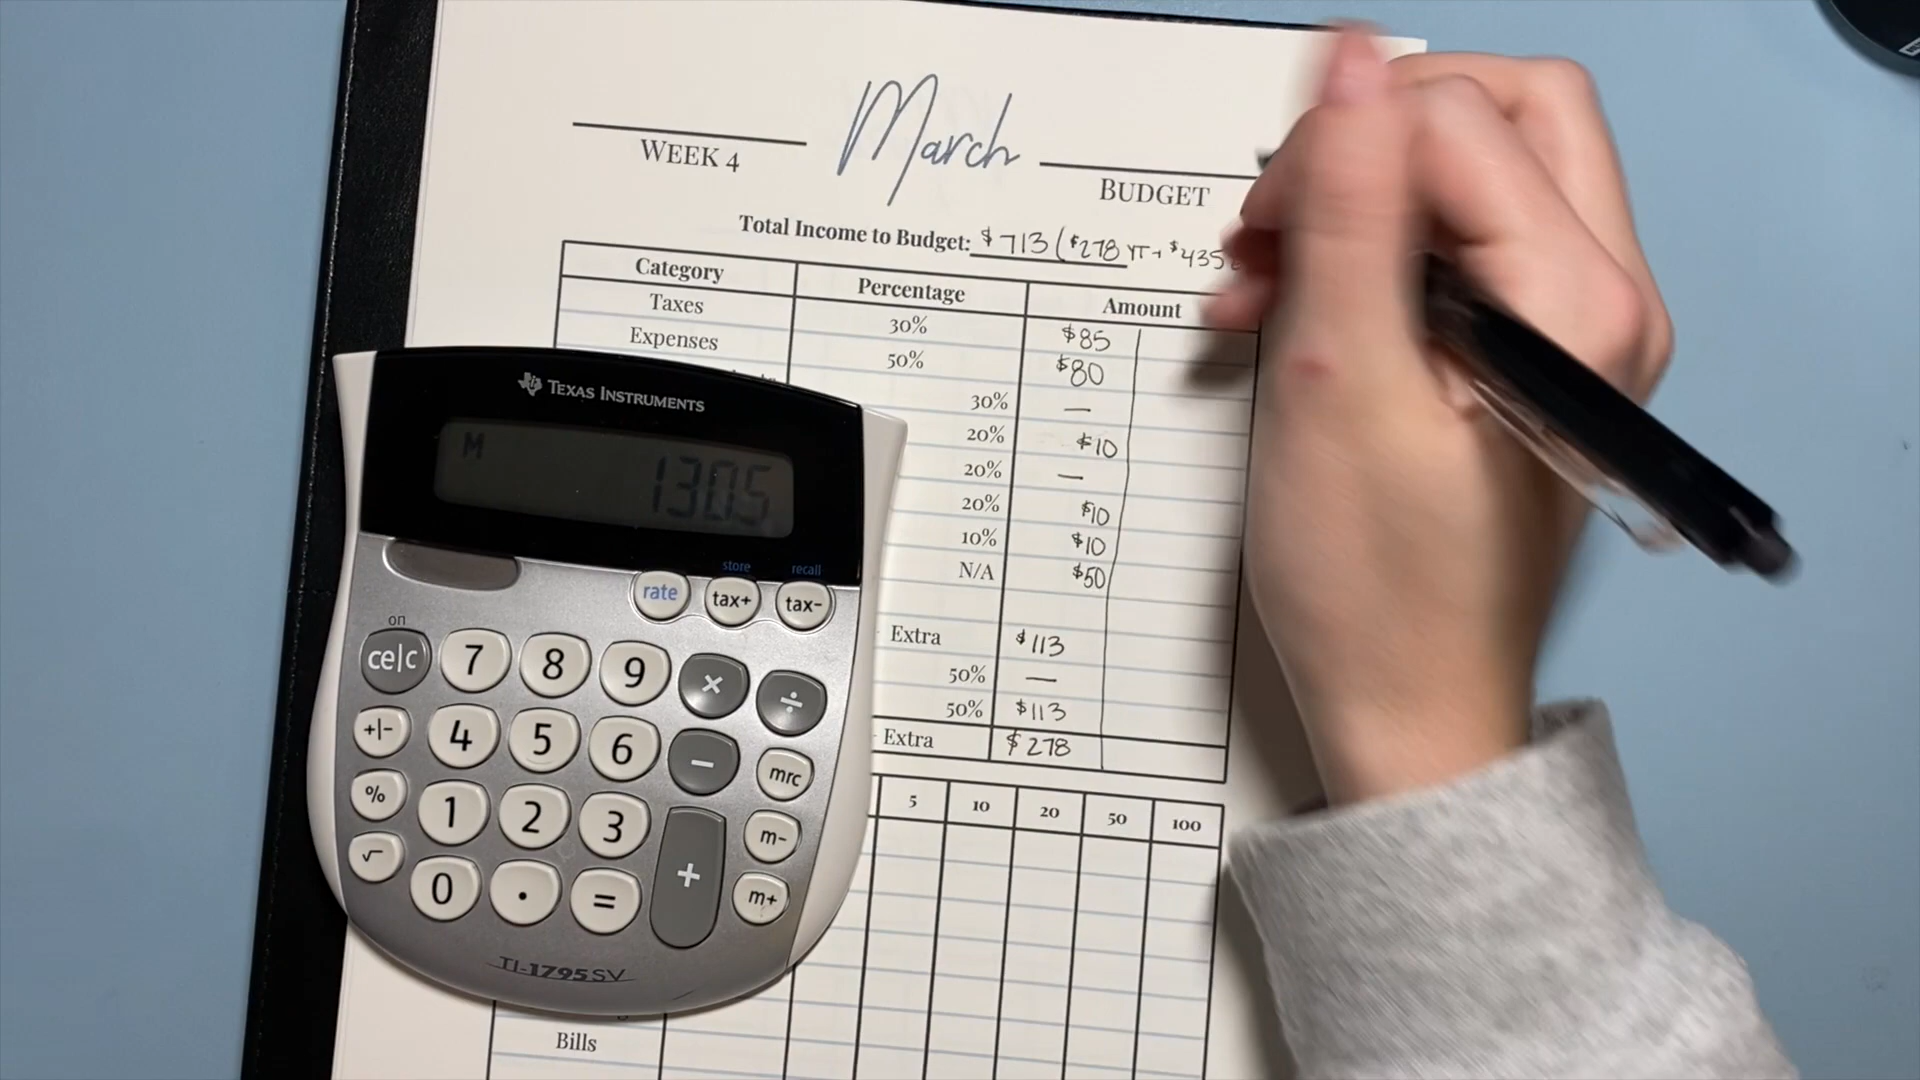 March
WEEK 4
BUDGET
Total Income to Budget: $713 ($278 YT + $435
Category Percentage Amount
Taxes 30% $85
Expenses 50% $80
30% —
20% $10
20% —
20% $10
10% $10
N/A $50
Extra $113
50% —
50% $113
Extra $278
5 10 20 50 100
Bills
TEXAS INSTRUMENTS
M 1305
store recall
rate tax+ tax-
on
ce|c 7 8 9 × ÷
+|- 4 5 6 − mrc
% 1 2 3 + m-
√ 0 . = m+
TI-1795 SV